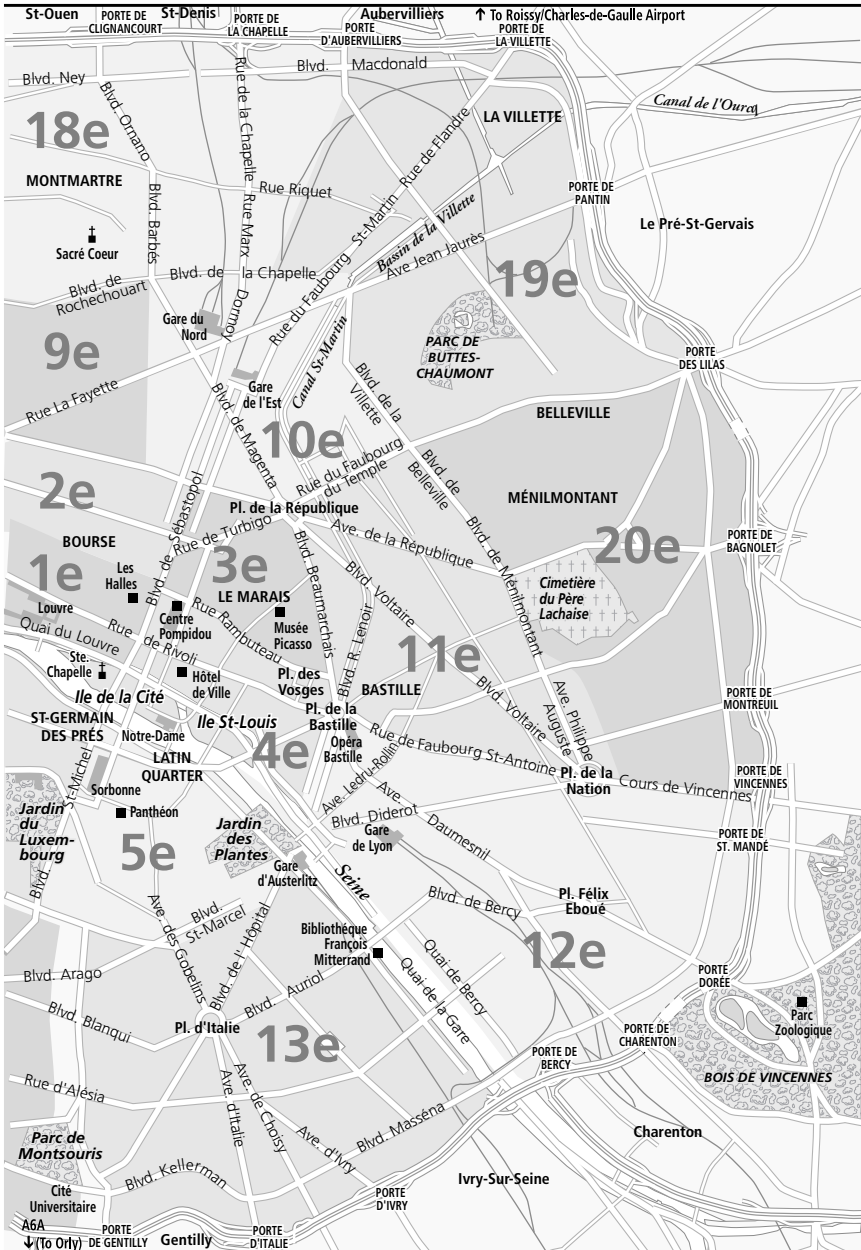 St-Ouen
PORTE DE
CLIGNANCOURT
St-Denis
PORTE DE
LA CHAPELLE
Aubervilliers
PORTE
D'AUBERVILLIERS
↑ To Roissy/Charles-de-Gaulle Airport
PORTE DE
LA VILLETTE
Blvd. Ney
Blvd. Macdonald
Blvd. Ornano
Rue de la Chapelle
Rue de Flandre
LA VILLETTE
Canal de l'Ourcq
18e
MONTMARTRE
Rue Riquet
Rue Marx
Dormoy
PORTE DE
PANTIN
Le Pré-St-Gervais
Blvd. Barbés
Sacré Coeur
Rue du Faubourg St-Martin
Basin de la Villette
Ave Jean Jaurès
Blvd. de la Chapelle
Blvd. de
Rochechouart
19e
Gare du
Nord
9e
PARC DE
BUTTES-
CHAUMONT
Canal St-Martin
PORTE
DES LILAS
Rue La Fayette
Gare
de l'Est
Blvd. de la
Villette
Blvd. de Magenta
BELLEVILLE
10e
Rue du Faubourg
du Temple
Blvd. de
Belleville
2e
MÉNILMONTANT
Pl. de la République
Blvd. de Sébastopol
Rue de Turbigo
Ave. de la République
Blvd. de Ménilmontant
20e
PORTE DE
BAGNOLET
BOURSE
3e
1e
Les
Halles
Louvre
LE MARAIS
Blvd. Beaumarchais
Blvd. Voltaire
Cimetière
du Père
Lachaise
Centre
Pompidou
Rue Rambuteau
Musée
Picasso
Quai du Louvre
Rue de Rivoli
Blvd. R. Lenoir
11e
Ste.
Chapelle
Hôtel
de Ville
Pl. des
Vosges
BASTILLE
Blvd. Voltaire
Ave. Philippe
Auguste
PORTE DE
MONTREUIL
Ile de la Cité
Ile St-Louis
Pl. de la
Bastille
ST-GERMAIN
DES PRÉS
Notre-Dame
4e
Opéra
Bastille
Rue de Faubourg St-Antoine
LATIN
QUARTER
Ave. Ledru-Rollin
Pl. de la
Nation
Cours de Vincennes
PORTE DE
VINCENNES
Blvd. St-Michel
Sorbonne
Panthéon
Jardin
du
Luxem-
bourg
Jardin
des
Plantes
Blvd. Diderot
Gare
de Lyon
Ave. Daumesnil
PORTE DE
ST. MANDÉ
5e
Gare
d'Austerlitz
Seine
Pl. Félix
Eboué
Blvd. de Bercy
Blvd.
St-Marcel
Ave. des Gobelins
Blvd. de l'Hôpital
Bibliothéque
François
Mitterrand
12e
Blvd. Arago
Blvd. Auriol
Quai de Bercy
Quai de la Gare
PORTE
DORÉE
Parc
Zoologique
Blvd. Blanqui
Pl. d'Italie
13e
PORTE DE
CHARENTON
PORTE DE
BERCY
BOIS DE VINCENNES
Rue d'Alésia
Ave. d'Italie
Ave. de Choisy
Ave. d'Ivry
Blvd. Masséna
Charenton
Parc de
Montsouris
Blvd. Kellerman
Ivry-Sur-Seine
Cité
Universitaire
PORTE
D'IVRY
A6A
↓ (To Orly)
PORTE
DE GENTILLY
Gentilly
PORTE
D'ITALIE